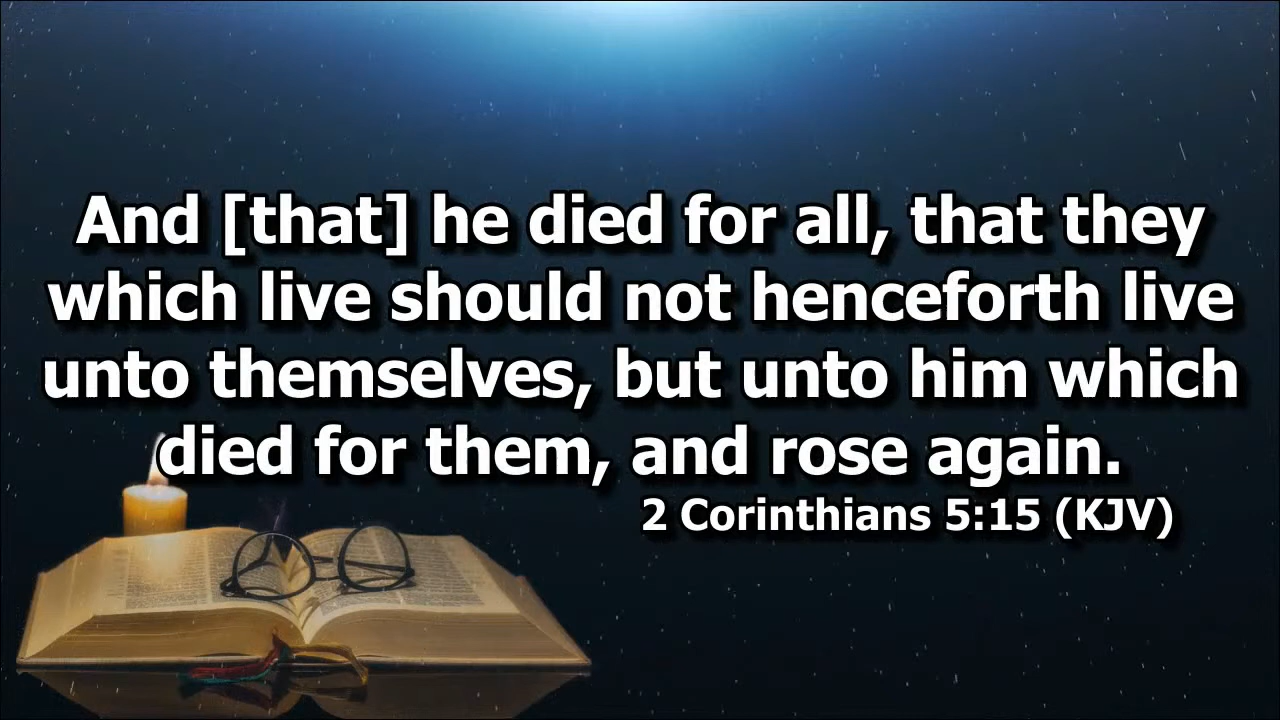 And [that] he died for all, that they
which live should not henceforth live
unto themselves, but unto him which
died for them, and rose again.
2 Corinthians 5:15 (KJV)